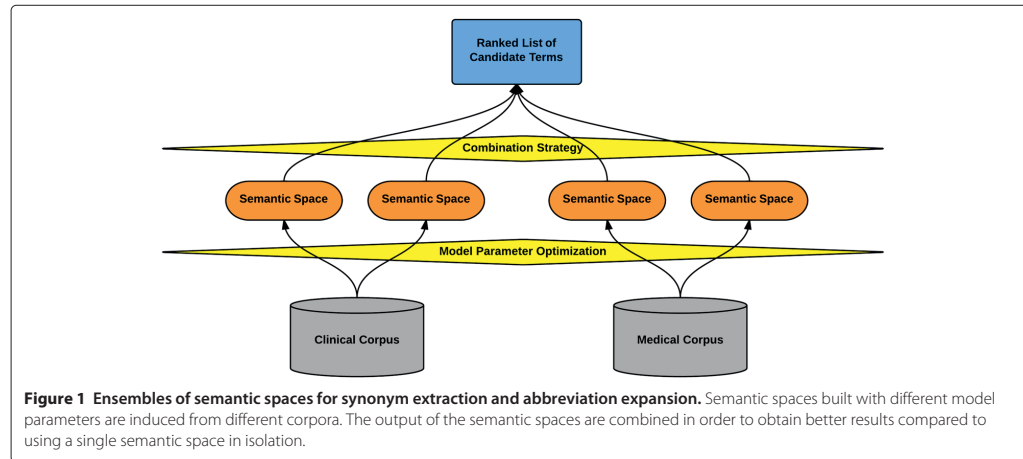 Ranked List of
Candidate Terms
Combination Strategy
Semantic Space Semantic Space Semantic Space Semantic Space
Model Parameter Optimization
Clinical Corpus Medical Corpus
Figure 1 Ensembles of semantic spaces for synonym extraction and abbreviation expansion. Semantic spaces built with different model
parameters are induced from different corpora. The output of the semantic spaces are combined in order to obtain better results compared to
using a single semantic space in isolation.